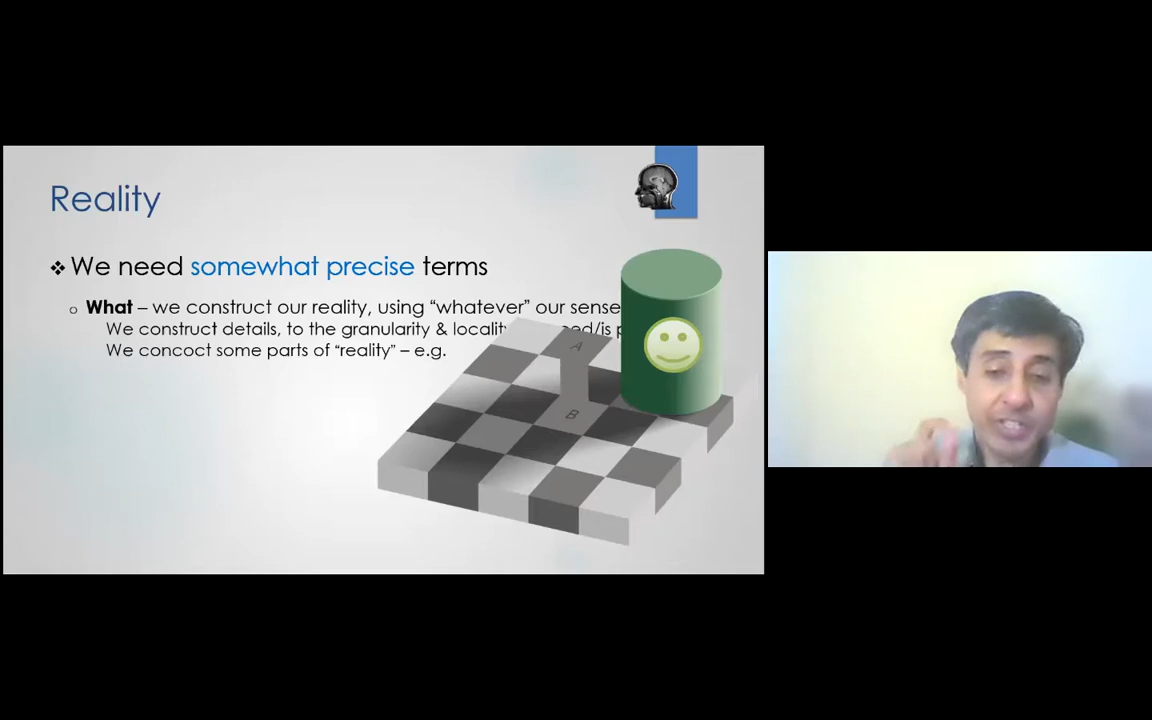 Reality
We need somewhat precise terms
What – we construct our reality, using “whatever” our sense
We construct details, to the granularity &
We concoct some parts of “reality” – e.g.
A
B